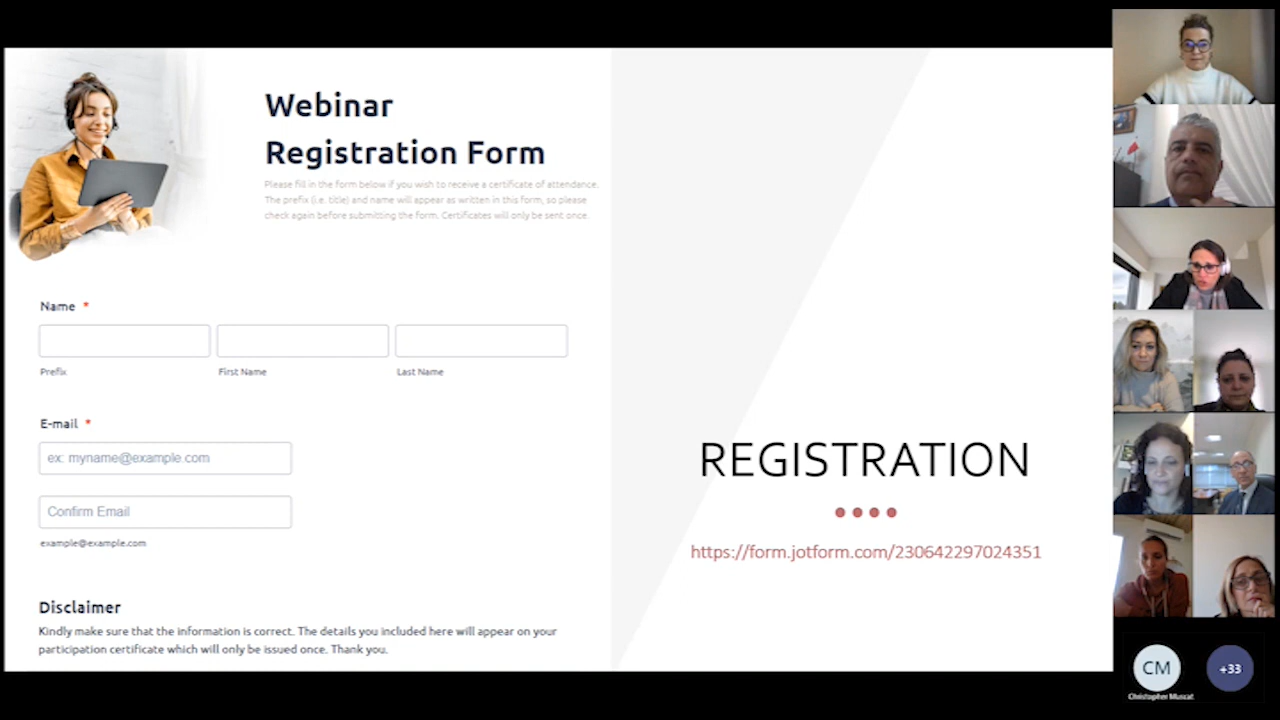 Webinar
Registration Form
Please fill in the form below if you wish to receive a certificate of attendance.
The prefix (i.e. title) and name will appear as written in this form, so please
check again before submitting the form. Certificates will only be sent once.
Name *
Prefix
First Name
Last Name
E-mail *
ex: myname@example.com
Confirm Email
example@example.com
Disclaimer
Kindly make sure that the information is correct. The details you included here will appear on your
participation certificate which will only be issued once. Thank you.
REGISTRATION
https://form.jotform.com/230642297024351
CM
+33
Christopher Muscat